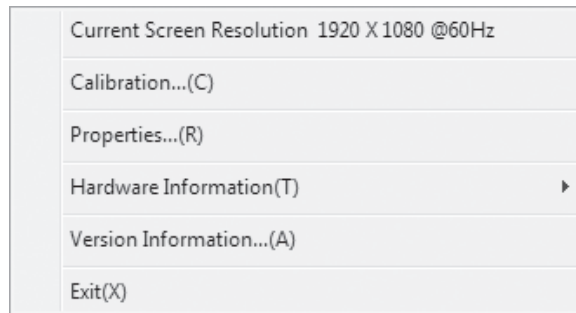 Current Screen Resolution 1920 X 1080 @60Hz
Calibration...(C)
Properties...(R)
Hardware Information(T)
Version Information...(A)
Exit(X)